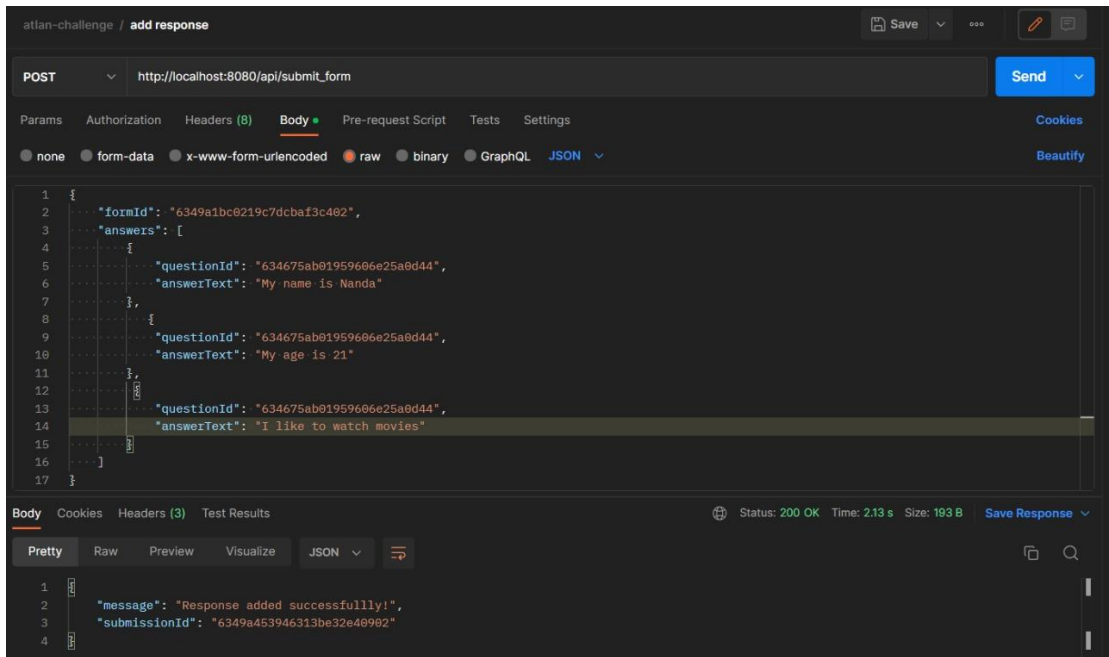 atlan-challenge / add response
Save
POST http://localhost:8080/api/submit_form Send
Params Authorization Headers (8) Body Pre-request Script Tests Settings Cookies
none form-data x-www-form-urlencoded raw binary GraphQL JSON Beautify
1 {
2 "formId": "6349a1bc0219c7dcbaf3c402",
3 "answers": [
4 {
5 "questionId": "634675ab01959606e25a0d44",
6 "answerText": "My name is Nanda"
7 },
8 {
9 "questionId": "634675ab01959606e25a0d44",
10 "answerText": "My age is 21"
11 },
12 {
13 "questionId": "634675ab01959606e25a0d44",
14 "answerText": "I like to watch movies"
15 }
16 ]
17 }
Body Cookies Headers (3) Test Results Status: 200 OK Time: 2.13 s Size: 193 B Save Response
Pretty Raw Preview Visualize JSON
1 {
2 "message": "Response added successfullly!",
3 "submissionId": "6349a453946313be32e40902"
4 }